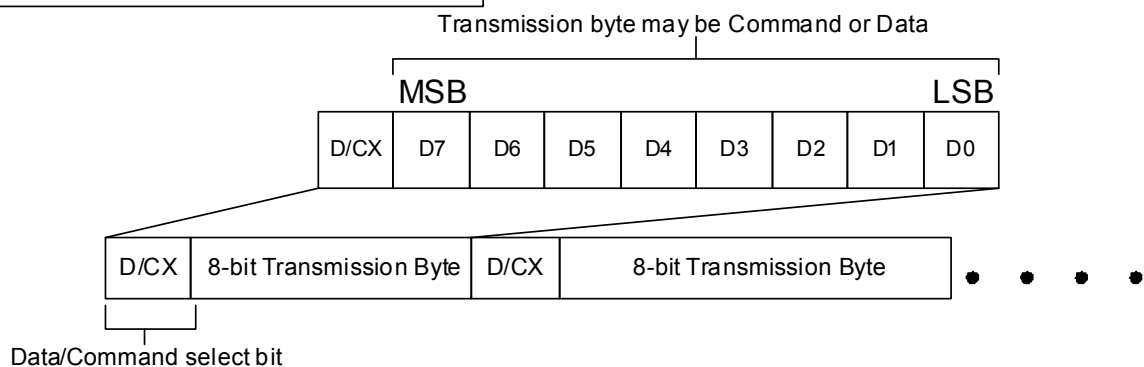 Transmission byte may be Command or Data
MSB LSB
D/CX D7 D6 D5 D4 D3 D2 D1 D0
D/CX 8-bit Transmission Byte D/CX 8-bit Transmission Byte
Data/Command select bit